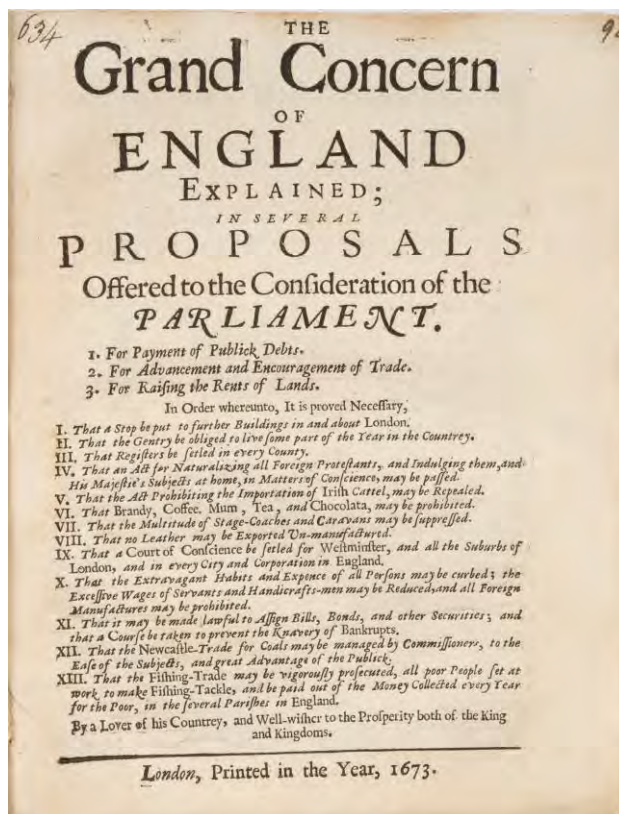 634
THE
Grand Concern
OF
ENGLAND
EXPLAINED;
IN SEVERAL
PROPOSALS
Offered to the Conſideration of the
PARLIAMENT.
1. For Payment of Publick Debts.
2. For Advancement and Encouragement of Trade.
3. For Raiſing the Rents of Lands.
In Order whereunto, It is proved Neceſſary,
I. That a Stop be put to further Buildings in and about London.
II. That the Gentry be obliged to live ſome part of the Year in the Countrey.
III. That Regiſters be ſetled in every County.
IV. That an Act for Naturalizing all Foreign Proteſtants, and Indulging them, and
His Majeſtie's Subjects at home, in Matters of Conſcience, may be paſſed.
V. That the Act Prohibiting the Importation of Iriſh Cattel, may be Repealed.
VI. That Brandy, Coffee, Mum, Tea, and Chocolata, may be prohibited.
VII. That the Multitude of Stage-Coaches and Caravans may be ſuppreſſed.
VIII. That no Leather may be Exported Un-manufactured.
IX. That a Court of Conſcience be ſetled for Weſtminſter, and all the Suburbs of
London, and in every City and Corporation in England.
X. That the Extravagant Habits and Expence of all Perſons may be curbed; the
Exceſſive Wages of Servants and Handicrafts-men may be Reduced, and all Foreign
Manufactures may be prohibited.
XI. That it may be made lawful to Aſſign Bills, Bonds, and other Securities; and
that a Courſe be taken to prevent the Knavery of Bankrupts.
XII. That the Newcaſtle-Trade for Coals may be managed by Commiſſioners, to the
Eaſe of the Subjects, and great Advantage of the Publick.
XIII. That the Fiſhing-Trade may be vigorouſly proſecuted, all poor People ſet at
work to make Fiſhing-Tackle, and be paid out of the Money Collected every Year
for the Poor, in the ſeveral Pariſhes in England.
By a Lover of his Countrey, and Well-wiſher to the Proſperity both of the King
and Kingdoms.
London, Printed in the Year, 1673.